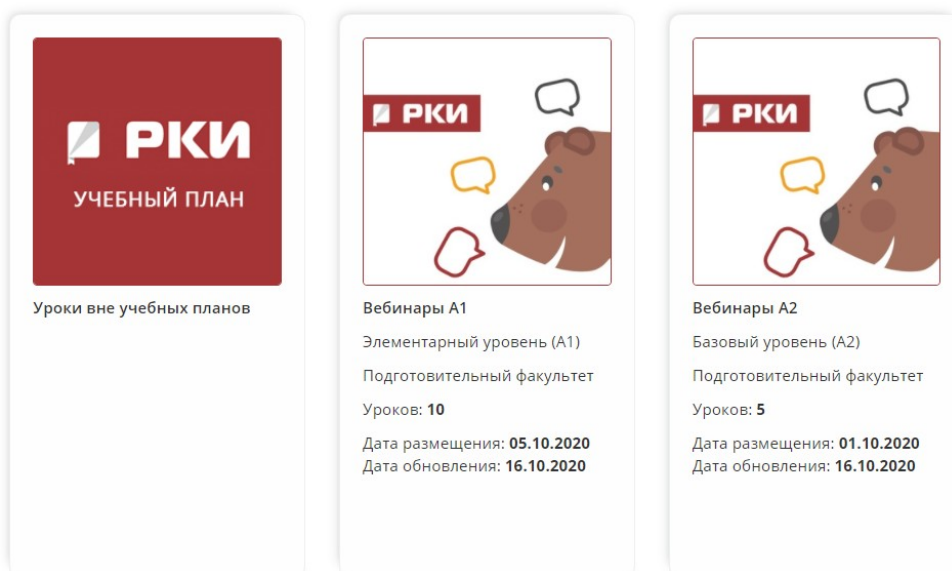 РКИ
УЧЕБНЫЙ ПЛАН
Уроки вне учебных планов
РКИ
Вебинары А1
Элементарный уровень (А1)
Подготовительный факультет
Уроков: 10
Дата размещения: 05.10.2020
Дата обновления: 16.10.2020
РКИ
Вебинары А2
Базовый уровень (А2)
Подготовительный факультет
Уроков: 5
Дата размещения: 01.10.2020
Дата обновления: 16.10.2020